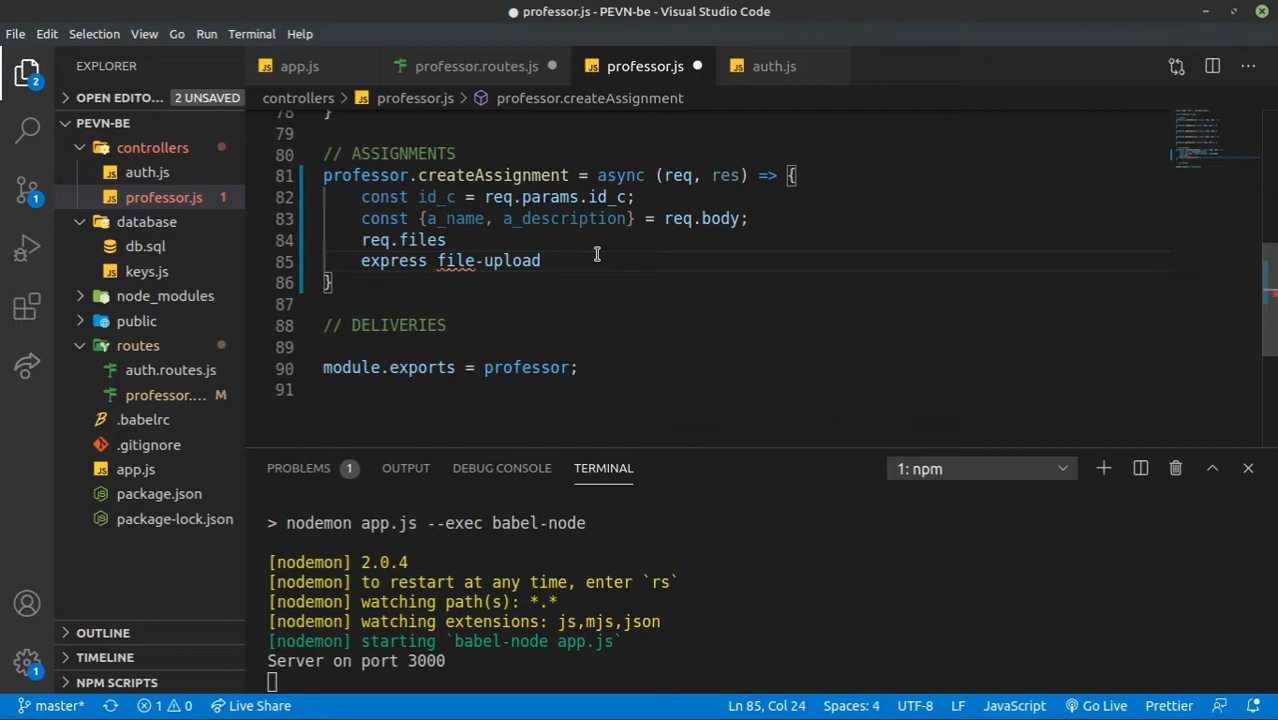 professor.js - PEVN-be - Visual Studio Code
File Edit Selection View Go Run Terminal Help
EXPLORER
app.js professor.routes.js professor.js auth.js
OPEN EDITO... 2 UNSAVED
controllers > professor.js > professor.createAssignment
PEVN-BE
controllers
auth.js
professor.js 1
database
db.sql
keys.js
node_modules
public
routes
auth.routes.js
professor.... M
.babelrc
.gitignore
app.js
package.json
package-lock.json
OUTLINE
TIMELINE
NPM SCRIPTS
2
1
1
78 }
79
80 // ASSIGNMENTS
81 professor.createAssignment = async (req, res) => {
82 const id_c = req.params.id_c;
83 const {a_name, a_description} = req.body;
84 req.files
85 express file-upload
86 }
87
88 // DELIVERIES
89
90 module.exports = professor;
91
PROBLEMS 1 OUTPUT DEBUG CONSOLE TERMINAL 1: npm
> nodemon app.js --exec babel-node
[nodemon] 2.0.4
[nodemon] to restart at any time, enter `rs`
[nodemon] watching path(s): *.*
[nodemon] watching extensions: js,mjs,json
[nodemon] starting `babel-node app.js`
Server on port 3000
master* 1 0 Live Share Ln 85, Col 24 Spaces: 4 UTF-8 LF JavaScript Go Live Prettier